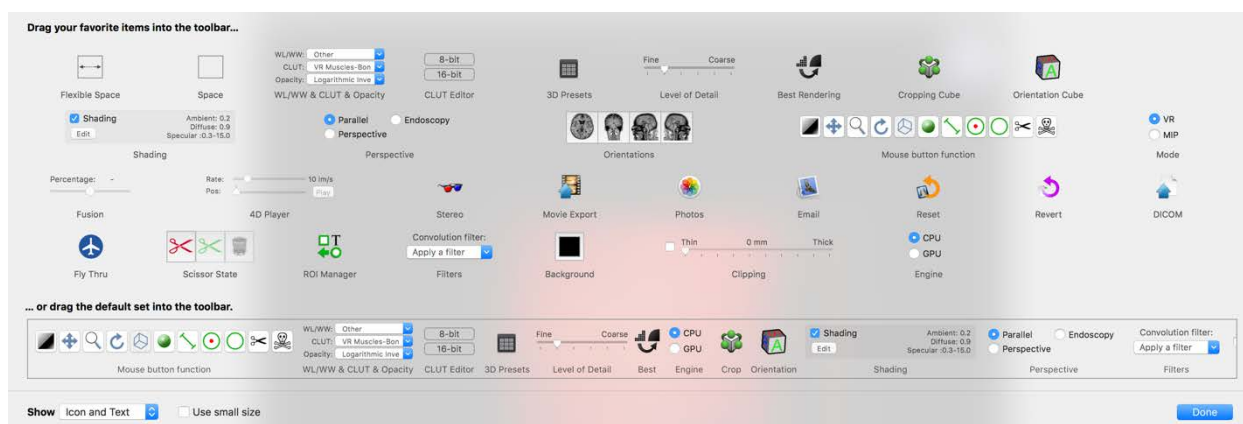 Drag your favorite items into the toolbar...
WL/WW: Other
CLUT: VR Muscles-Bon
Opacity: Logarithmic Inve
8-bit
16-bit
Fine Coarse
Flexible Space Space WL/WW & CLUT & Opacity CLUT Editor 3D Presets Level of Detail Best Rendering Cropping Cube Orientation Cube
Shading
Edit
Ambient: 0.2
Diffuse: 0.9
Specular :0.3-15.0
Parallel Endoscopy
Perspective
VR
MIP
Shading Perspective Orientations Mouse button function Mode
Percentage: -
Rate: 10 im/s
Pos: Play
Fusion 4D Player Stereo Movie Export Photos Email Reset Revert DICOM
T
Convolution filter:
Apply a filter
Thin 0 mm Thick
CPU
GPU
Fly Thru Scissor State ROI Manager Filters Background Clipping Engine
... or drag the default set into the toolbar.
WL/WW: Other
CLUT: VR Muscles-Bon
Opacity: Logarithmic Inve
8-bit
16-bit
Fine Coarse
CPU
GPU
A
Shading
Edit
Ambient: 0.2
Diffuse: 0.9
Specular :0.3-15.0
Parallel Endoscopy
Perspective
Convolution filter:
Apply a filter
Mouse button function WL/WW & CLUT & Opacity CLUT Editor 3D Presets Level of Detail Best Engine Crop Orientation Shading Perspective Filters
Show Icon and Text Use small size Done